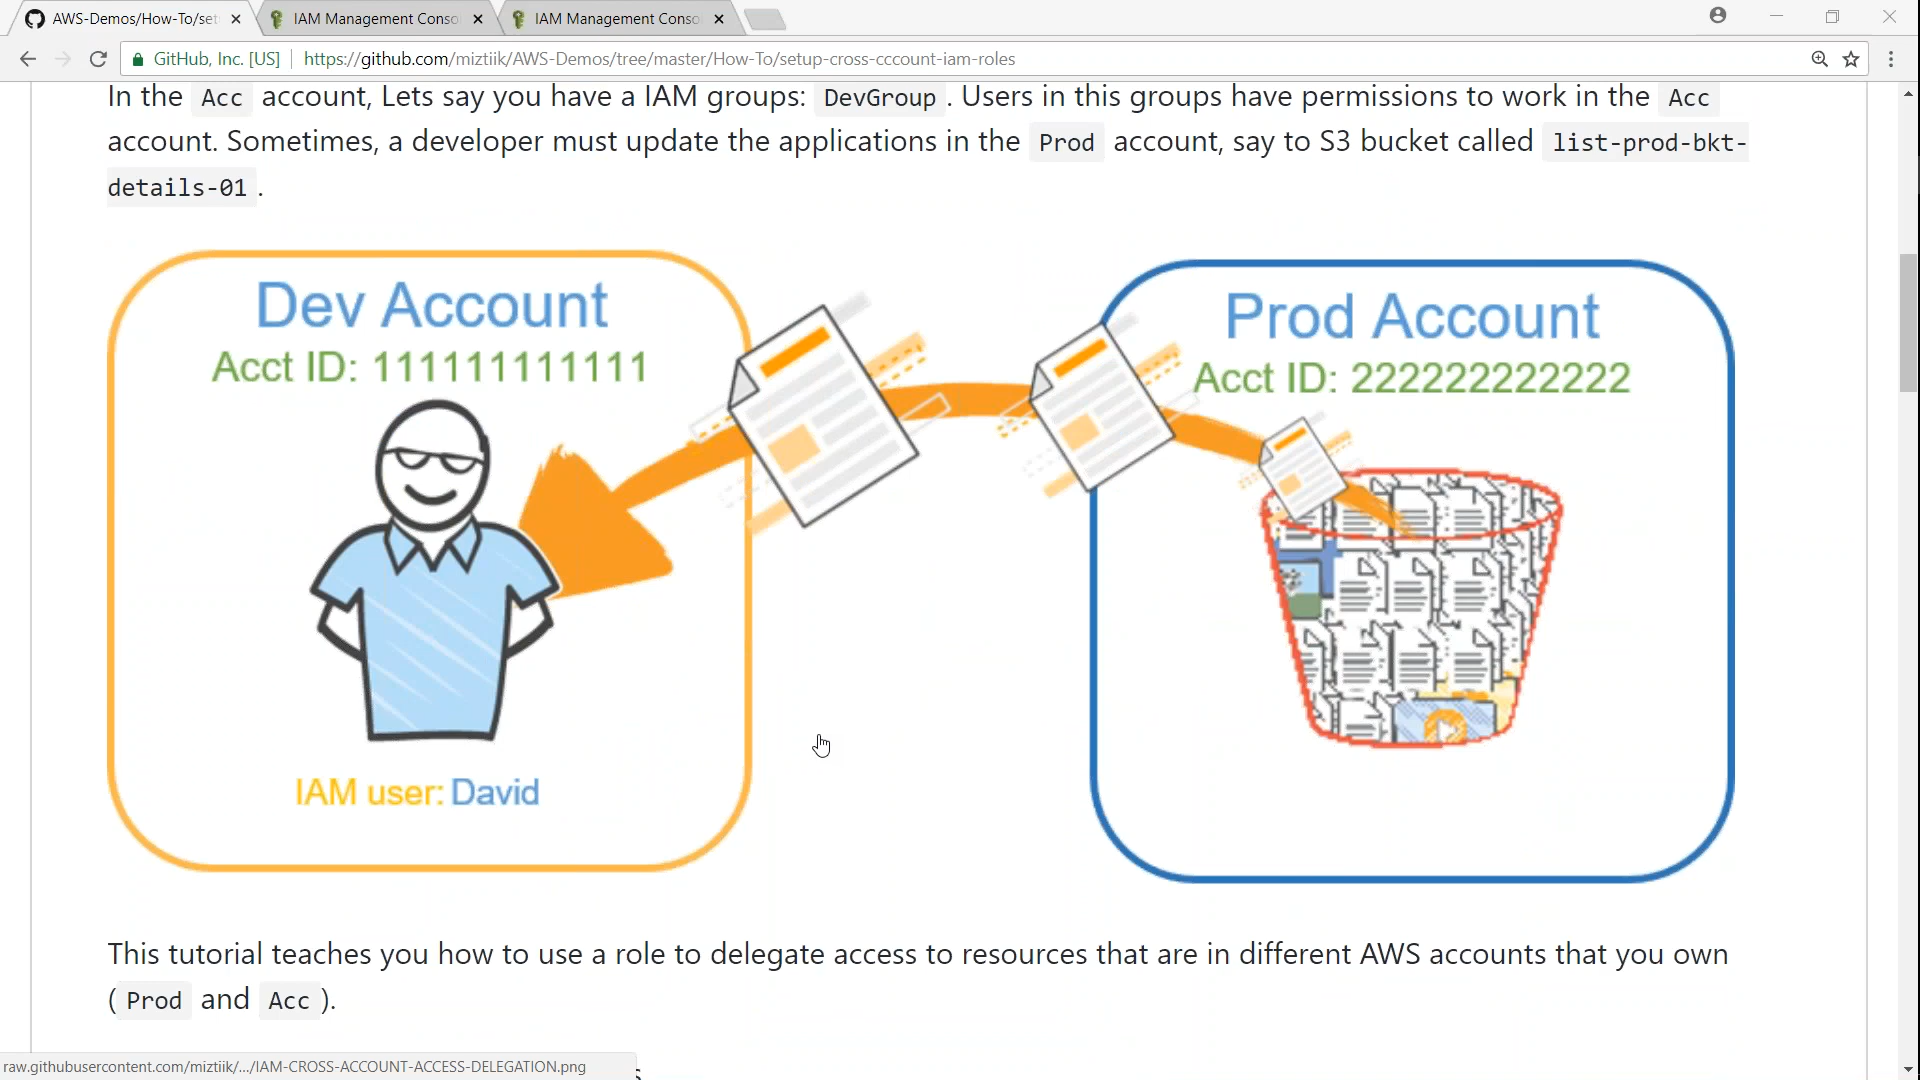 AWS-Demos/How-To/set
IAM Management Conso
IAM Management Conso
GitHub, Inc. [US]
https://github.com/miztiik/AWS-Demos/tree/master/How-To/setup-cross-cccount-iam-roles
In the Acc account, Lets say you have a IAM groups: DevGroup . Users in this groups have permissions to work in the Acc
account. Sometimes, a developer must update the applications in the Prod account, say to S3 bucket called list-prod-bkt-
details-01 .
Dev Account
Acct ID: 111111111111
IAM user: David
Prod Account
Acct ID: 222222222222
This tutorial teaches you how to use a role to delegate access to resources that are in different AWS accounts that you own
( Prod and Acc ).
raw.githubusercontent.com/miztiik/.../IAM-CROSS-ACCOUNT-ACCESS-DELEGATION.png